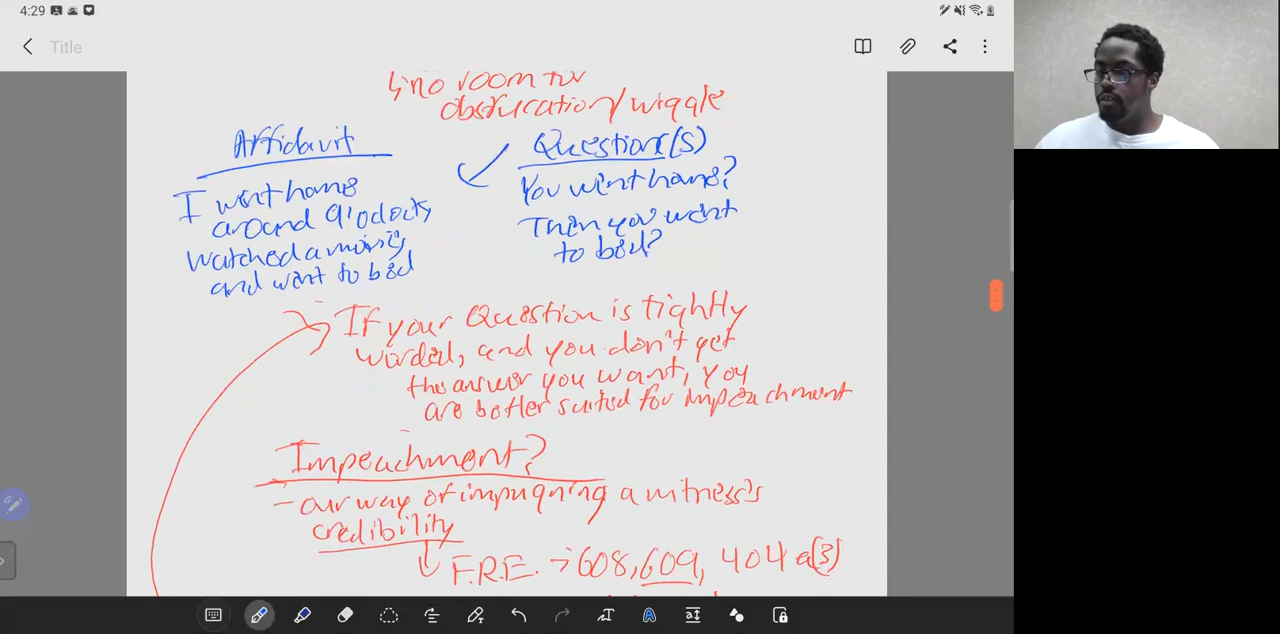 4:29
Title
↳ no room for
obsfucation/wiggle
Affidavit
I went home
around 9 o'clock,
watched a movie,
and went to bed
Question(s)
You went home?
Then you went
to bed?
If your Question is tightly
worded, and you don't get
the answer you want, you
are better suited for impeachment
Impeachment?
- our way of impugning a witness's
credibility
F.R.E. → 608, 609, 404 a(3)